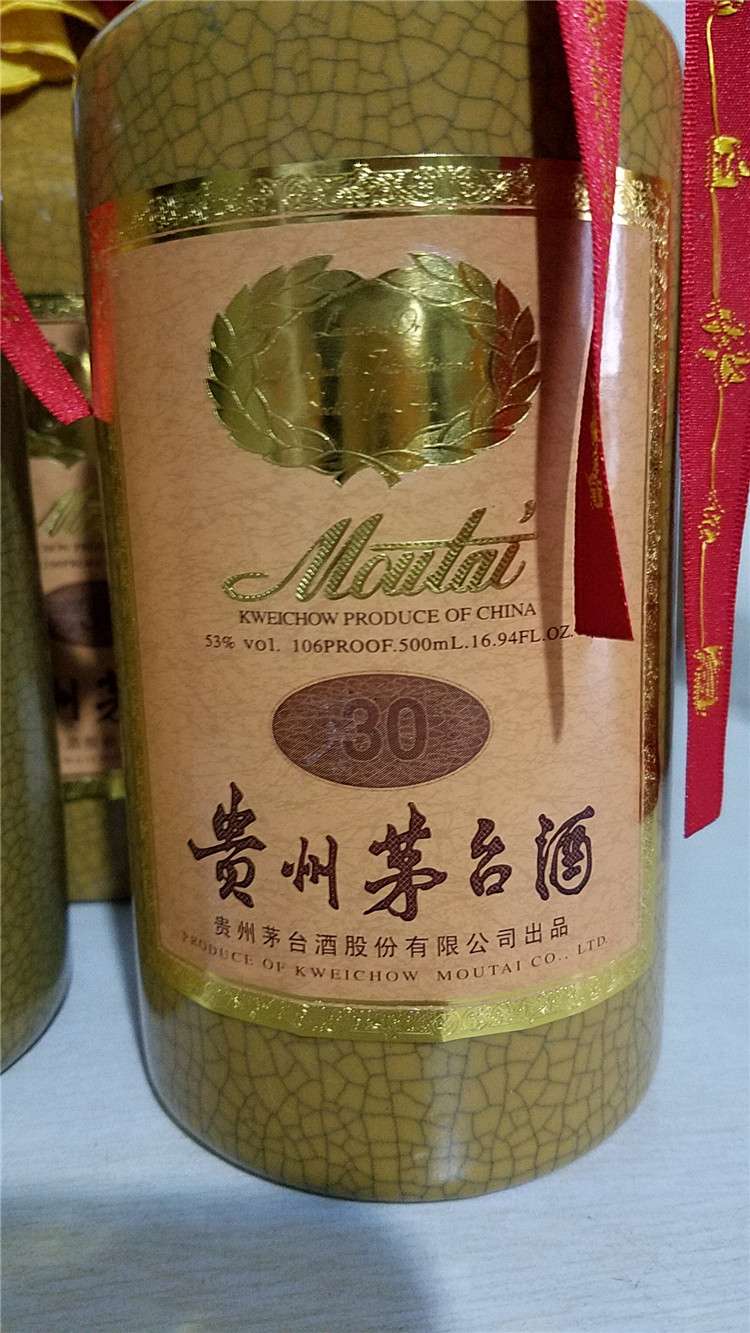 Moutai
KWEICHOW PRODUCE OF CHINA
53% vol. 106PROOF.500mL.16.94FL.OZ.
30
贵州茅台酒
贵州茅台酒股份有限公司出品
PRODUCE OF KWEICHOW MOUTAI CO., LTD.